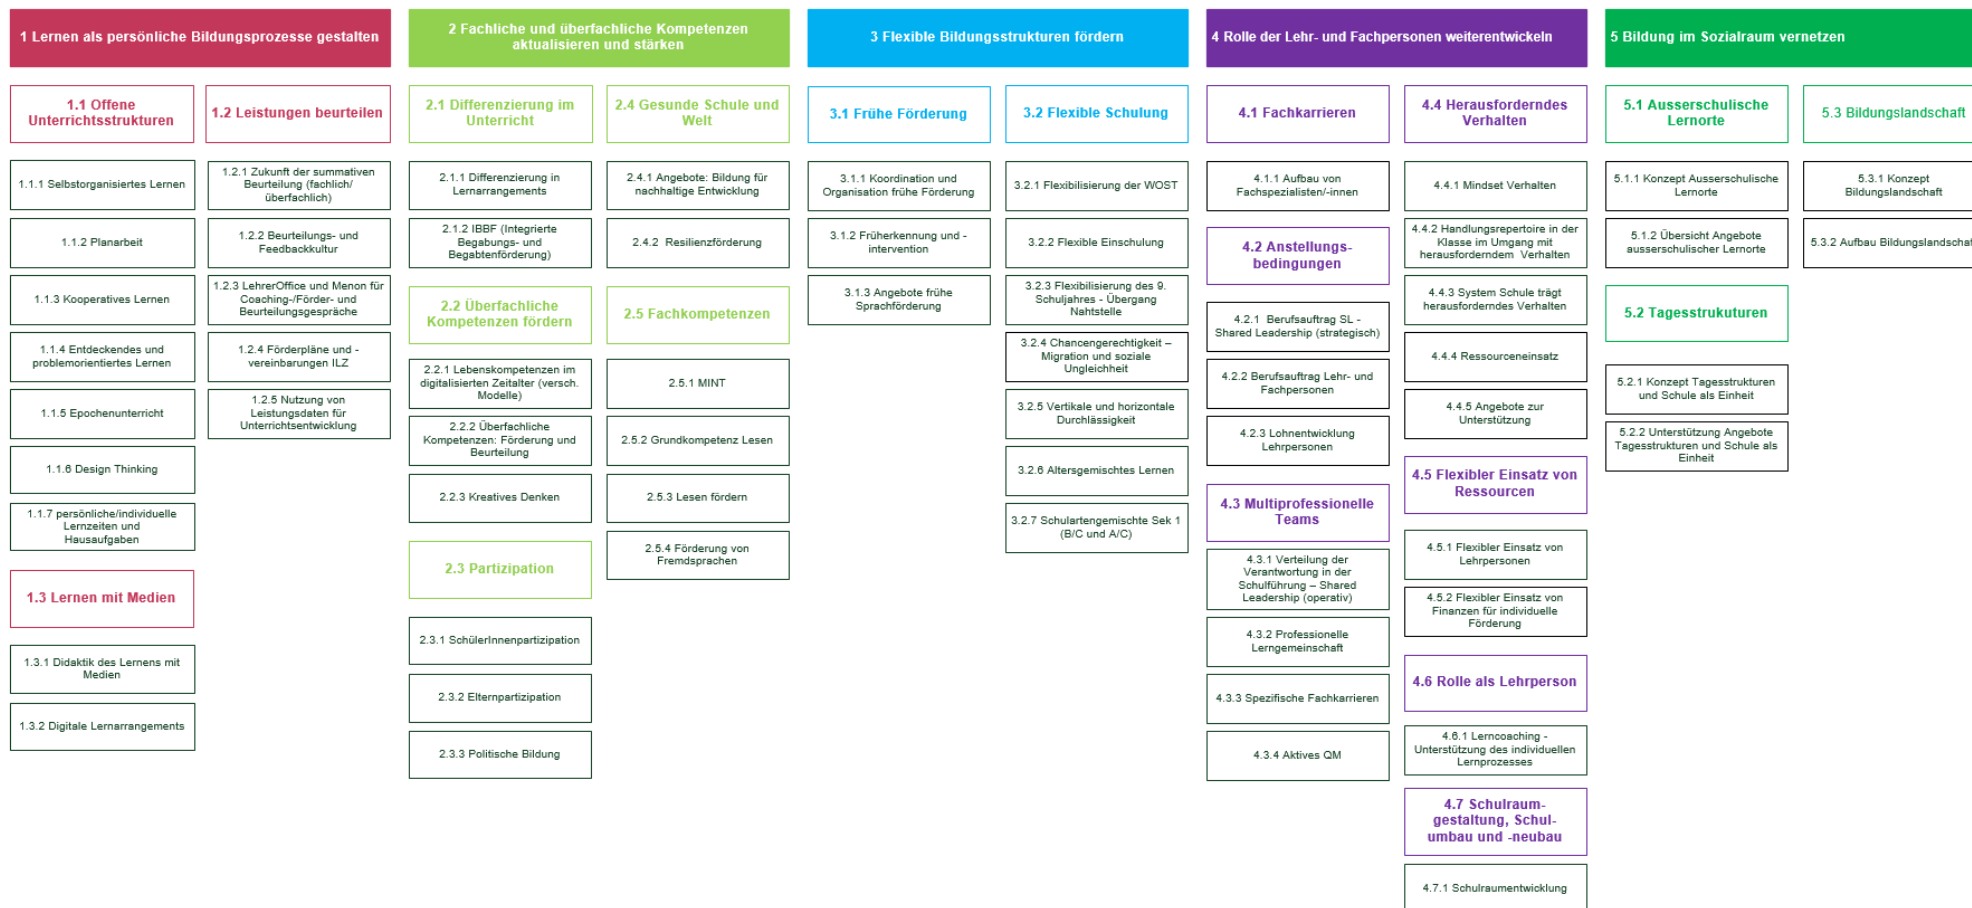 1 Lernen als persönliche Bildungsprozesse gestalten
1.1 Offene
Unterrichtsstrukturen
1.1.1 Selbstorganisiertes Lernen
1.1.2 Planarbeit
1.1.3 Kooperatives Lernen
1.1.4 Entdeckendes und
problemorientiertes Lernen
1.1.5 Epochenunterricht
1.1.6 Design Thinking
1.1.7 persönliche/individuelle
Lernzeiten und
Hausaufgaben
1.3 Lernen mit Medien
1.3.1 Didaktik des Lernens mit
Medien
1.3.2 Digitale Lernarrangements
1.2 Leistungen beurteilen
1.2.1 Zukunft der summativen
Beurteilung (fachlich/
überfachlich)
1.2.2 Beurteilungs- und
Feedbackkultur
1.2.3 LehrerOffice und Menon für
Coaching-/Förder- und
Beurteilungsgespräche
1.2.4 Förderpläne und -
vereinbarungen ILZ
1.2.5 Nutzung von
Leistungsdaten für
Unterrichtsentwicklung
2 Fachliche und überfachliche Kompetenzen
aktualisieren und stärken
2.1 Differenzierung im
Unterricht
2.1.1 Differenzierung in
Lernarrangements
2.1.2 IBBF (Integrierte
Begabungs- und
Begabtenförderung)
2.2 Überfachliche
Kompetenzen fördern
2.2.1 Lebenskompetenzen im
digitalisierten Zeitalter (versch.
Modelle)
2.2.2 Überfachliche
Kompetenzen: Förderung und
Beurteilung
2.2.3 Kreatives Denken
2.3 Partizipation
2.3.1 SchülerInnenpartizipation
2.3.2 Elternpartizipation
2.3.3 Politische Bildung
2.4 Gesunde Schule und
Welt
2.4.1 Angebote: Bildung für
nachhaltige Entwicklung
2.4.2 Resilienzförderung
2.5 Fachkompetenzen
2.5.1 MINT
2.5.2 Grundkompetenz Lesen
2.5.3 Lesen fördern
2.5.4 Förderung von
Fremdsprachen
3 Flexible Bildungsstrukturen fördern
3.1 Frühe Förderung
3.1.1 Koordination und
Organisation frühe Förderung
3.1.2 Früherkennung und -
intervention
3.1.3 Angebote frühe
Sprachförderung
3.2 Flexible Schulung
3.2.1 Flexibilisierung der WOST
3.2.2 Flexible Einschulung
3.2.3 Flexibilisierung des 9.
Schuljahres - Übergang
Nahtstelle
3.2.4 Chancengerechtigkeit –
Migration und soziale
Ungleichheit
3.2.5 Vertikale und horizontale
Durchlässigkeit
3.2.6 Altersgemischtes Lernen
3.2.7 Schulartengemischte Sek 1
(B/C und A/C)
4 Rolle der Lehr- und Fachpersonen weiterentwickeln
4.1 Fachkarrieren
4.1.1 Aufbau von
Fachspezialisten/-innen
4.2 Anstellungs-
bedingungen
4.2.1 Berufsauftrag SL -
Shared Leadership (strategisch)
4.2.2 Berufsauftrag Lehr- und
Fachpersonen
4.2.3 Lohnentwicklung
Lehrpersonen
4.3 Multiprofessionelle
Teams
4.3.1 Verteilung der
Verantwortung in der
Schulführung – Shared
Leadership (operativ)
4.3.2 Professionelle
Lerngemeinschaft
4.3.3 Spezifische Fachkarrieren
4.3.4 Aktives QM
4.4 Herausforderndes
Verhalten
4.4.1 Mindset Verhalten
4.4.2 Handlungsrepertoire in der
Klasse im Umgang mit
herausforderndem Verhalten
4.4.3 System Schule trägt
herausforderndes Verhalten
4.4.4 Ressourceneinsatz
4.4.5 Angebote zur
Unterstützung
4.5 Flexibler Einsatz von
Ressourcen
4.5.1 Flexibler Einsatz von
Lehrpersonen
4.5.2 Flexibler Einsatz von
Finanzen für individuelle
Förderung
4.6 Rolle als Lehrperson
4.6.1 Lerncoaching -
Unterstützung des individuellen
Lernprozesses
4.7 Schulraum-
gestaltung, Schul-
umbau und -neubau
4.7.1 Schulraumentwicklung
5 Bildung im Sozialraum vernetzen
5.1 Ausserschulische
Lernorte
5.1.1 Konzept Ausserschulische
Lernorte
5.1.2 Übersicht Angebote
ausserschulischer Lernorte
5.2 Tagesstrukuturen
5.2.1 Konzept Tagesstrukturen
und Schule als Einheit
5.2.2 Unterstützung Angebote
Tagesstrukturen und Schule als
Einheit
5.3 Bildungslandschaft
5.3.1 Konzept
Bildungslandschaft
5.3.2 Aufbau Bildungslandschaf